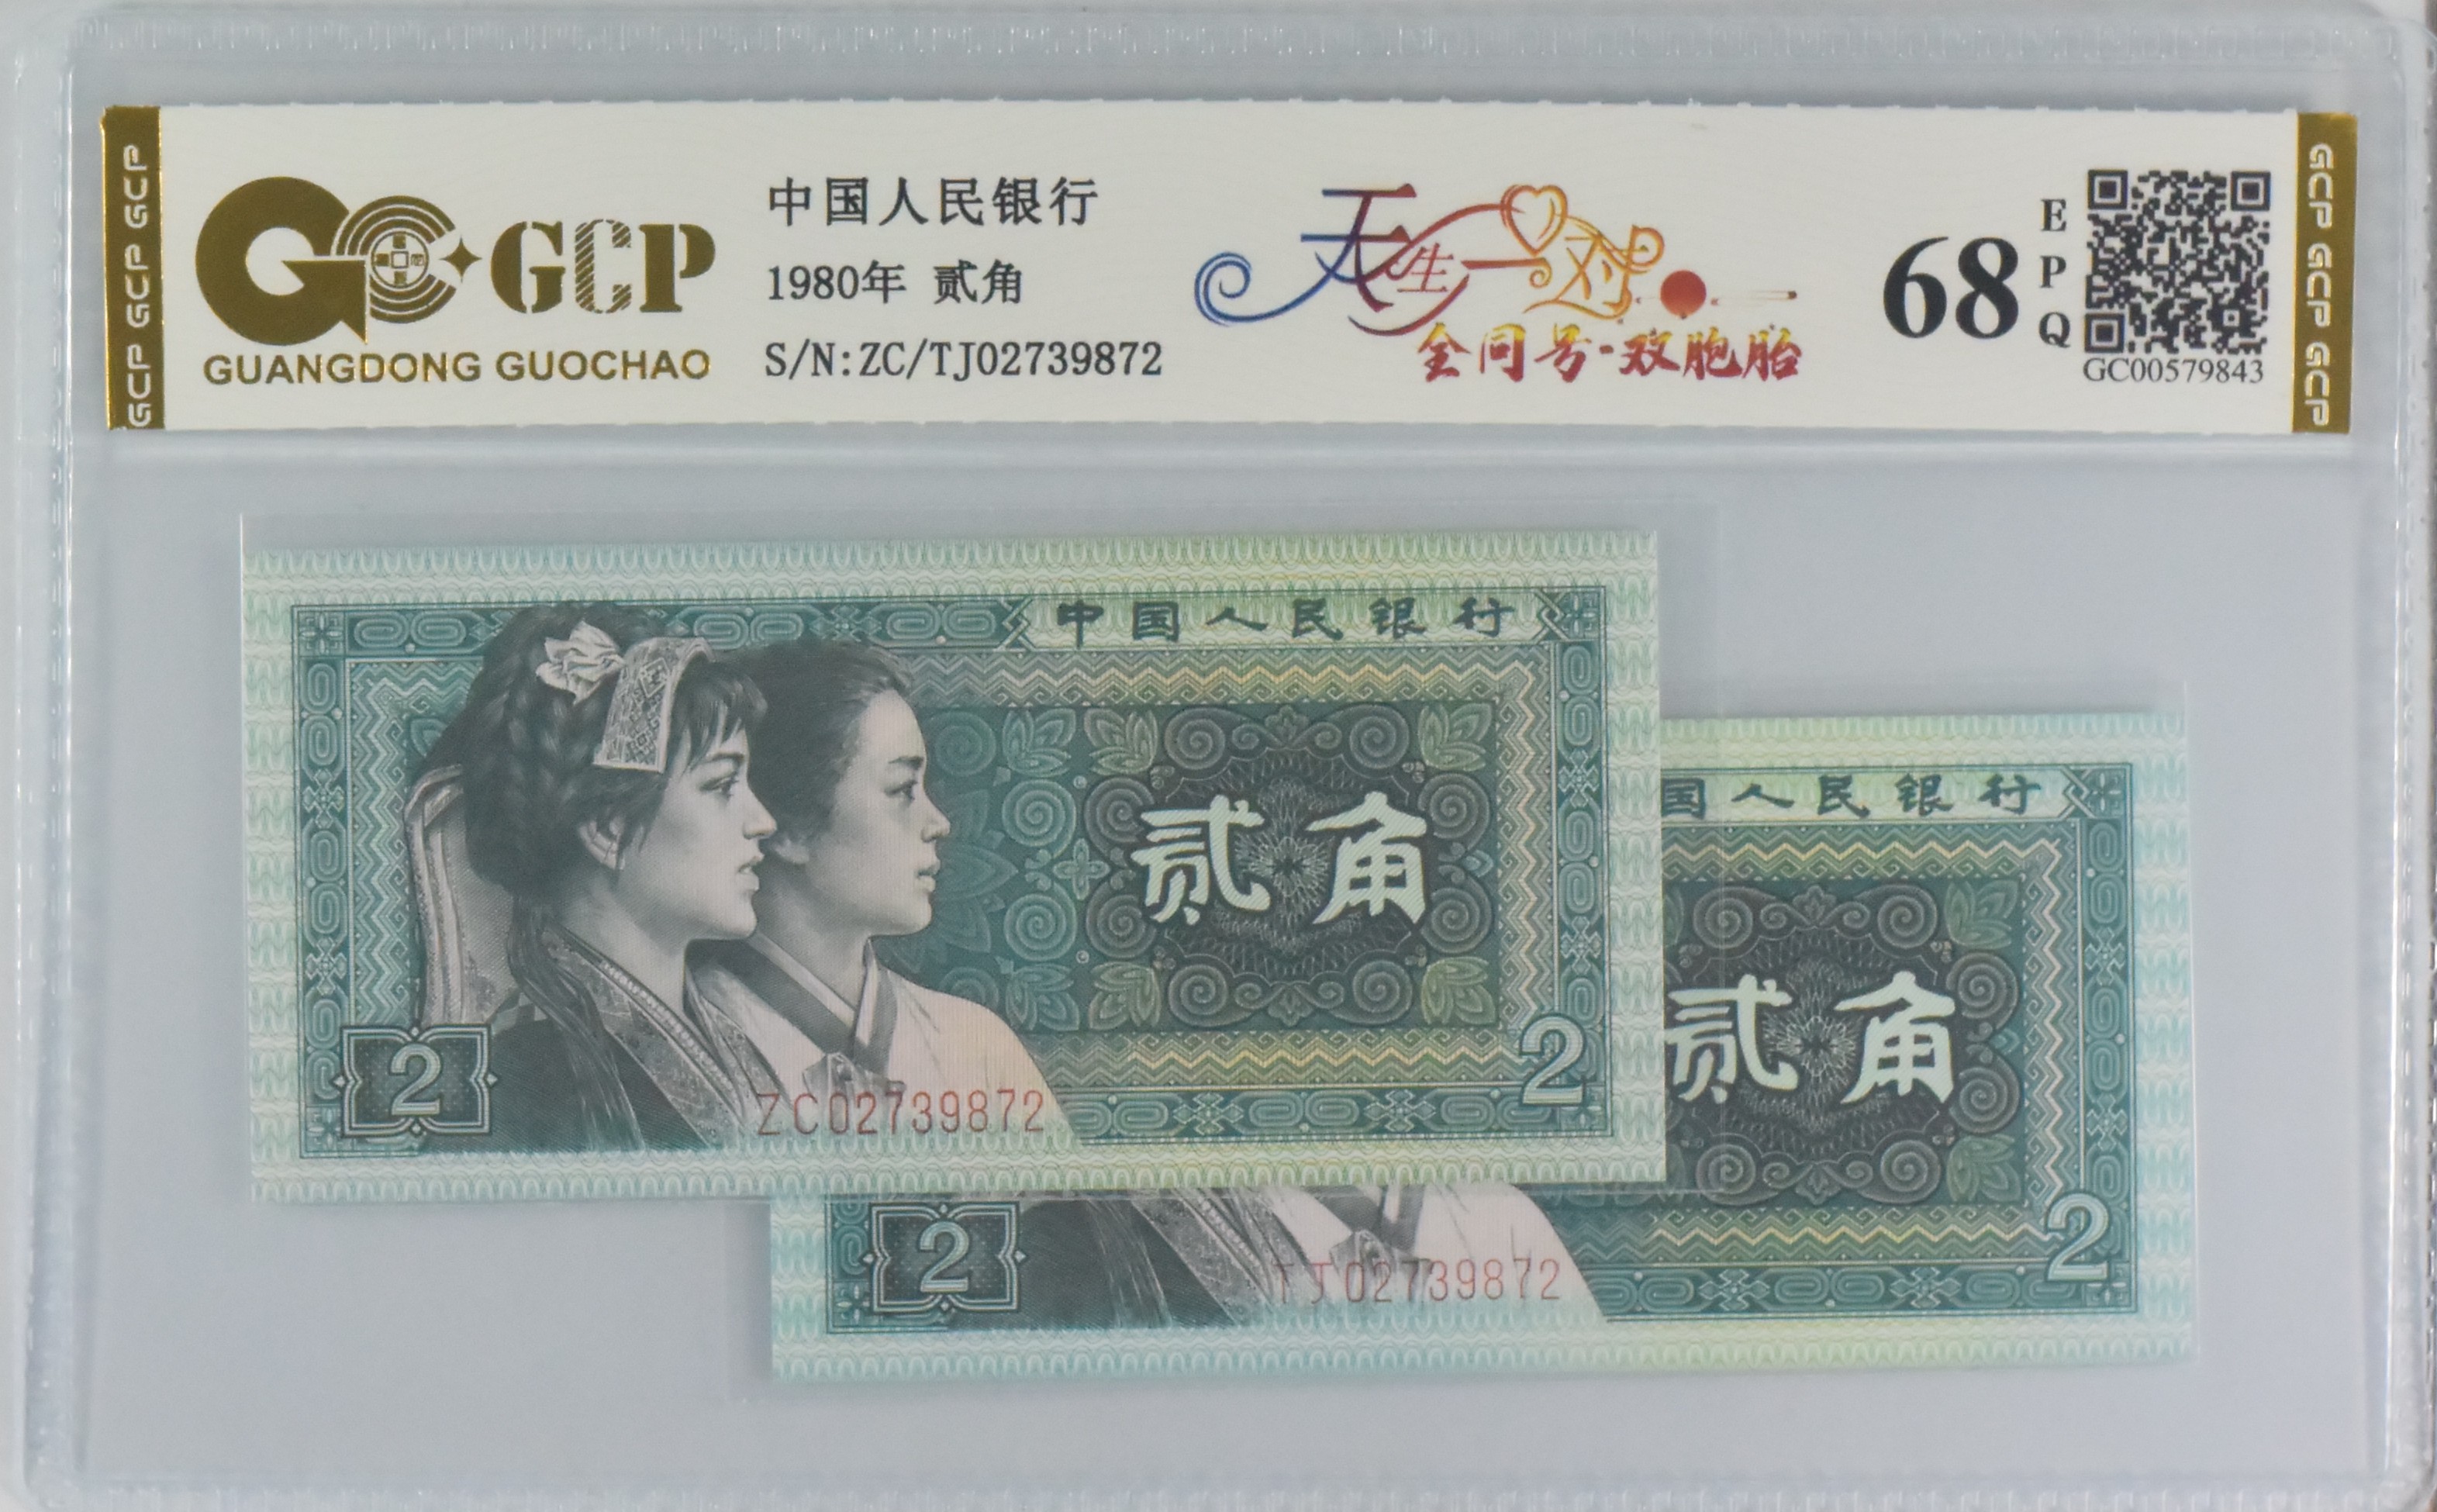 GCP GCP GCP
GCP
GUANGDONG GUOCHAO
中国人民银行
1980年 贰角
S/N:ZC/TJ02739872
天生一对
全同号·双胞胎
68
EPQ
GC00579843
GCP GCP GCP
中国人民银行
贰角
2
2
ZC02739872
国人民银行
贰角
2
2
TJ02739872